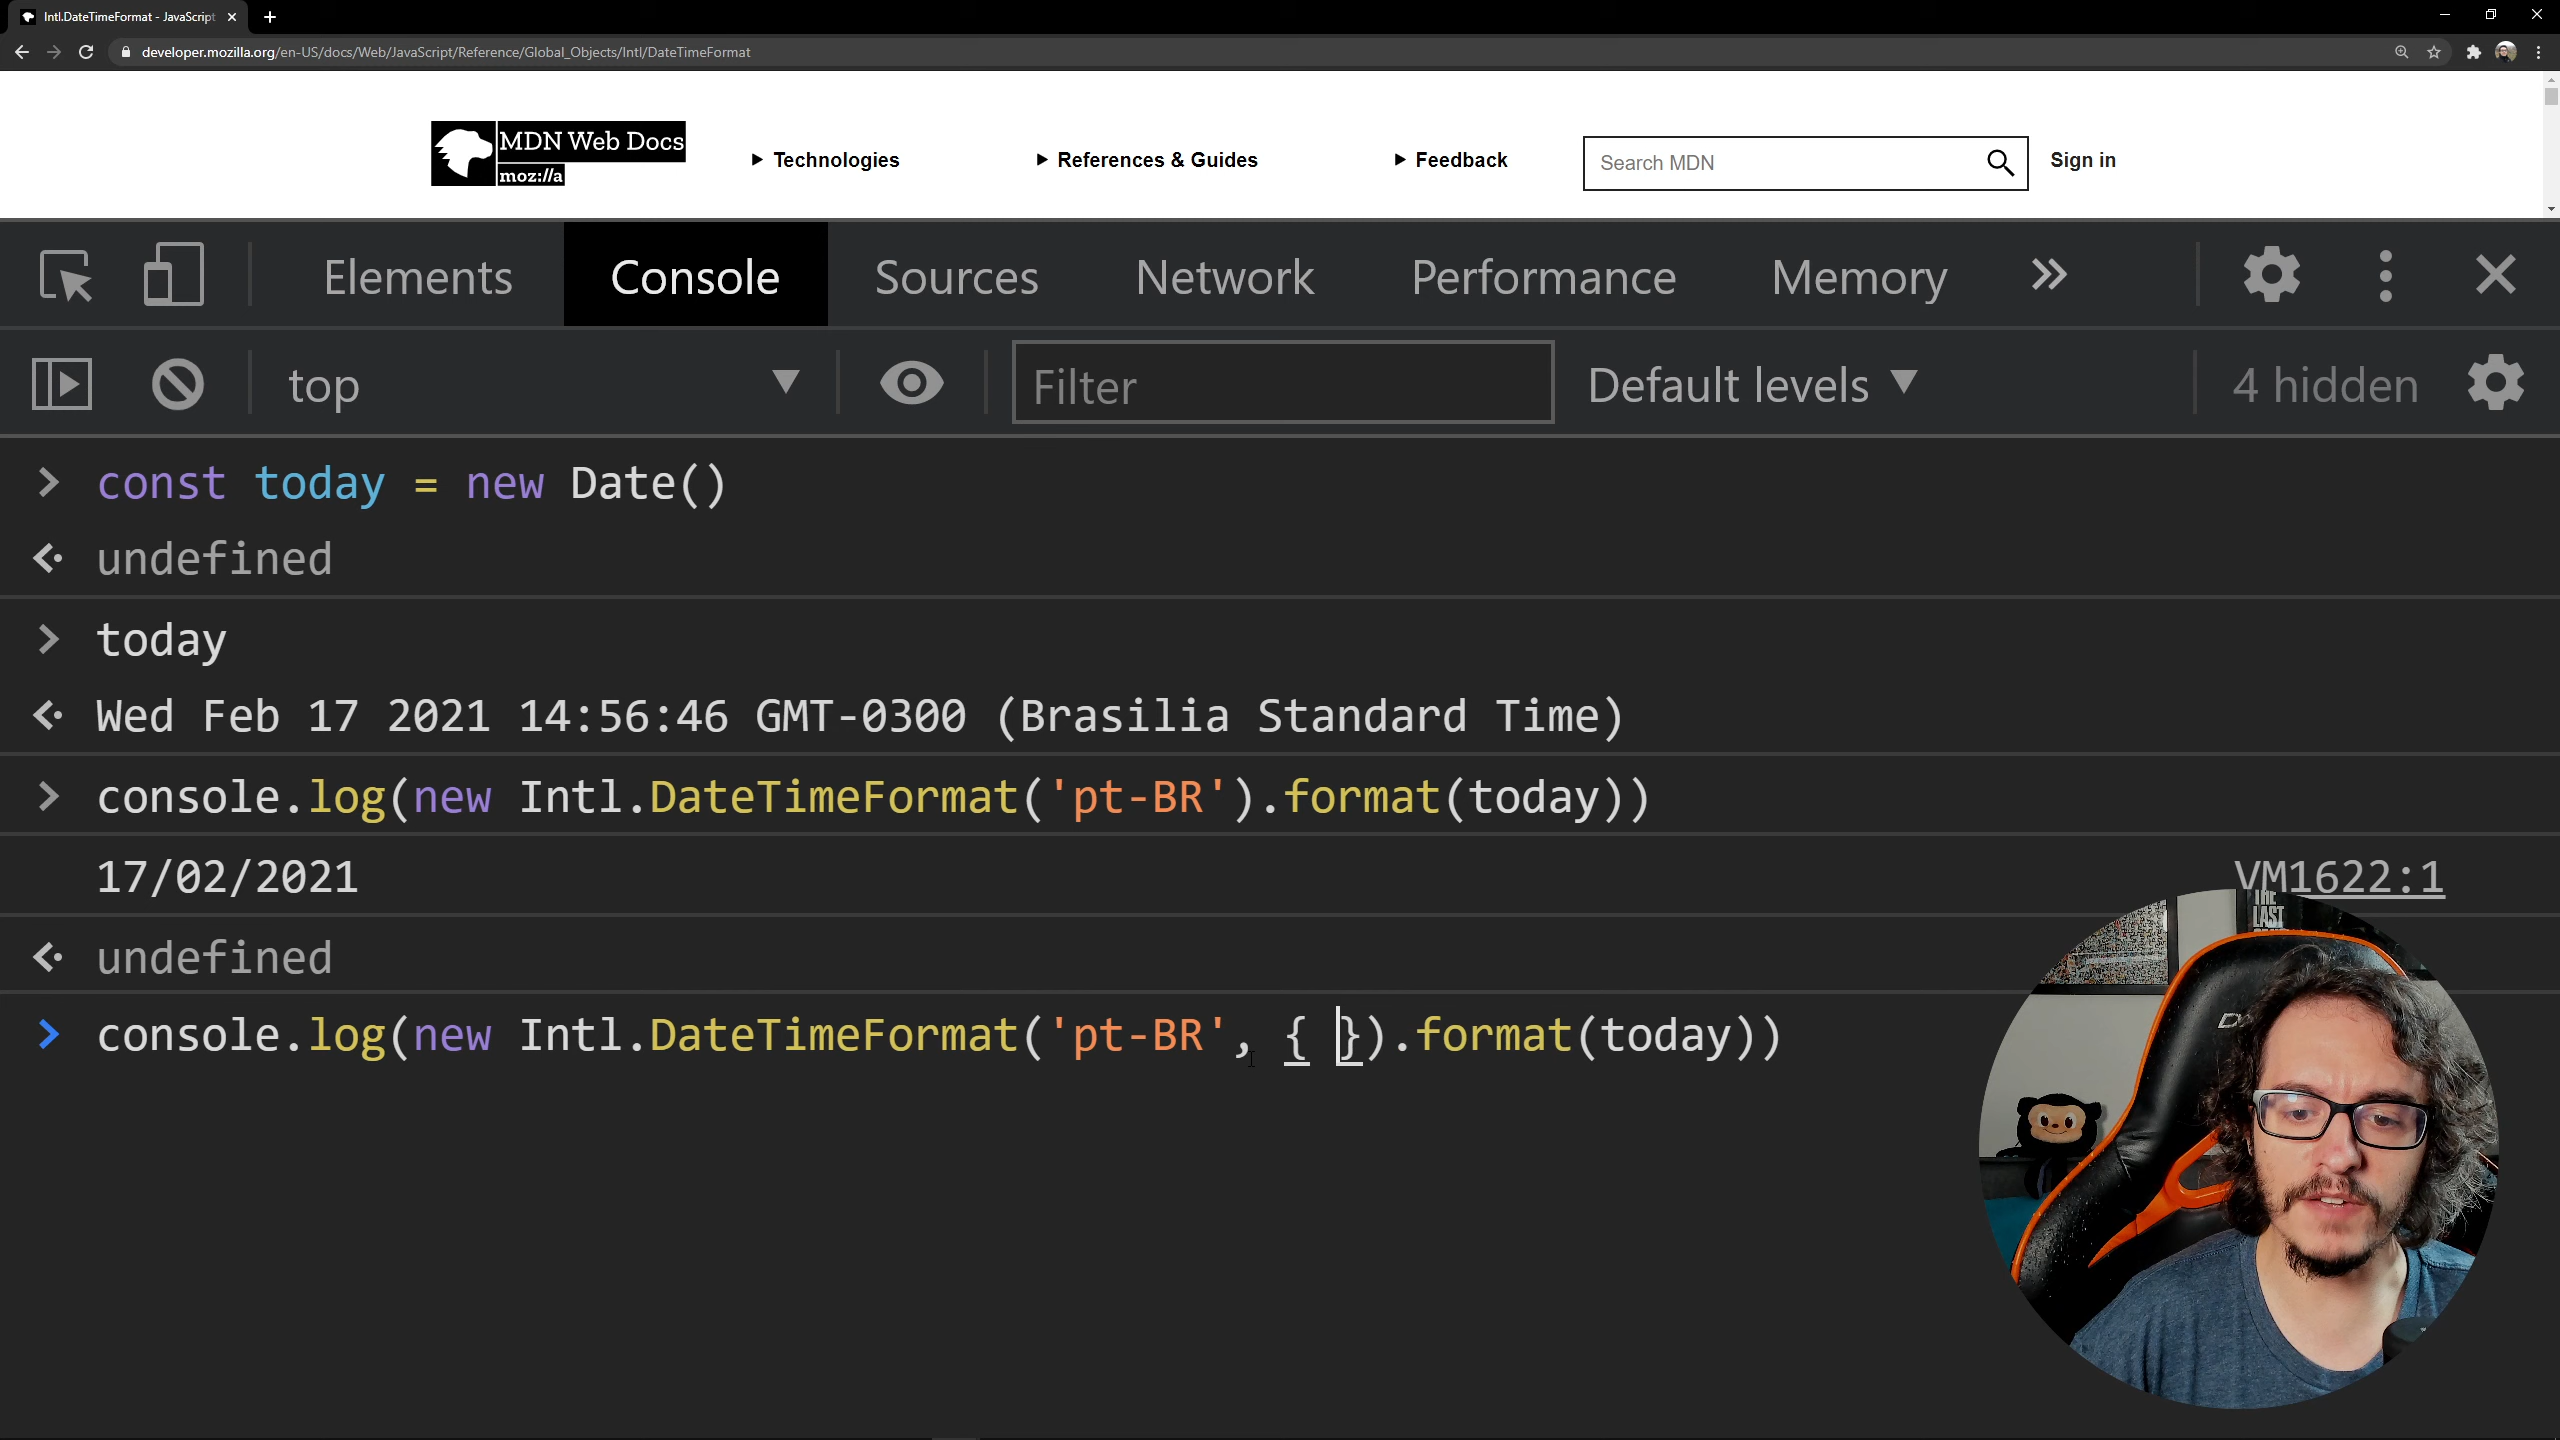 Intl.DateTimeFormat - JavaScript
developer.mozilla.org/en-US/docs/Web/JavaScript/Reference/Global_Objects/Intl/DateTimeFormat
MDN Web Docs
moz://a
Technologies
References & Guides
Feedback
Search MDN
Sign in
Elements
Console
Sources
Network
Performance
Memory
top
Filter
Default levels
4 hidden
const today = new Date()
undefined
today
Wed Feb 17 2021 14:56:46 GMT-0300 (Brasilia Standard Time)
console.log(new Intl.DateTimeFormat('pt-BR').format(today))
17/02/2021
VM1622:1
undefined
console.log(new Intl.DateTimeFormat('pt-BR', { }).format(today))
THE
LAST